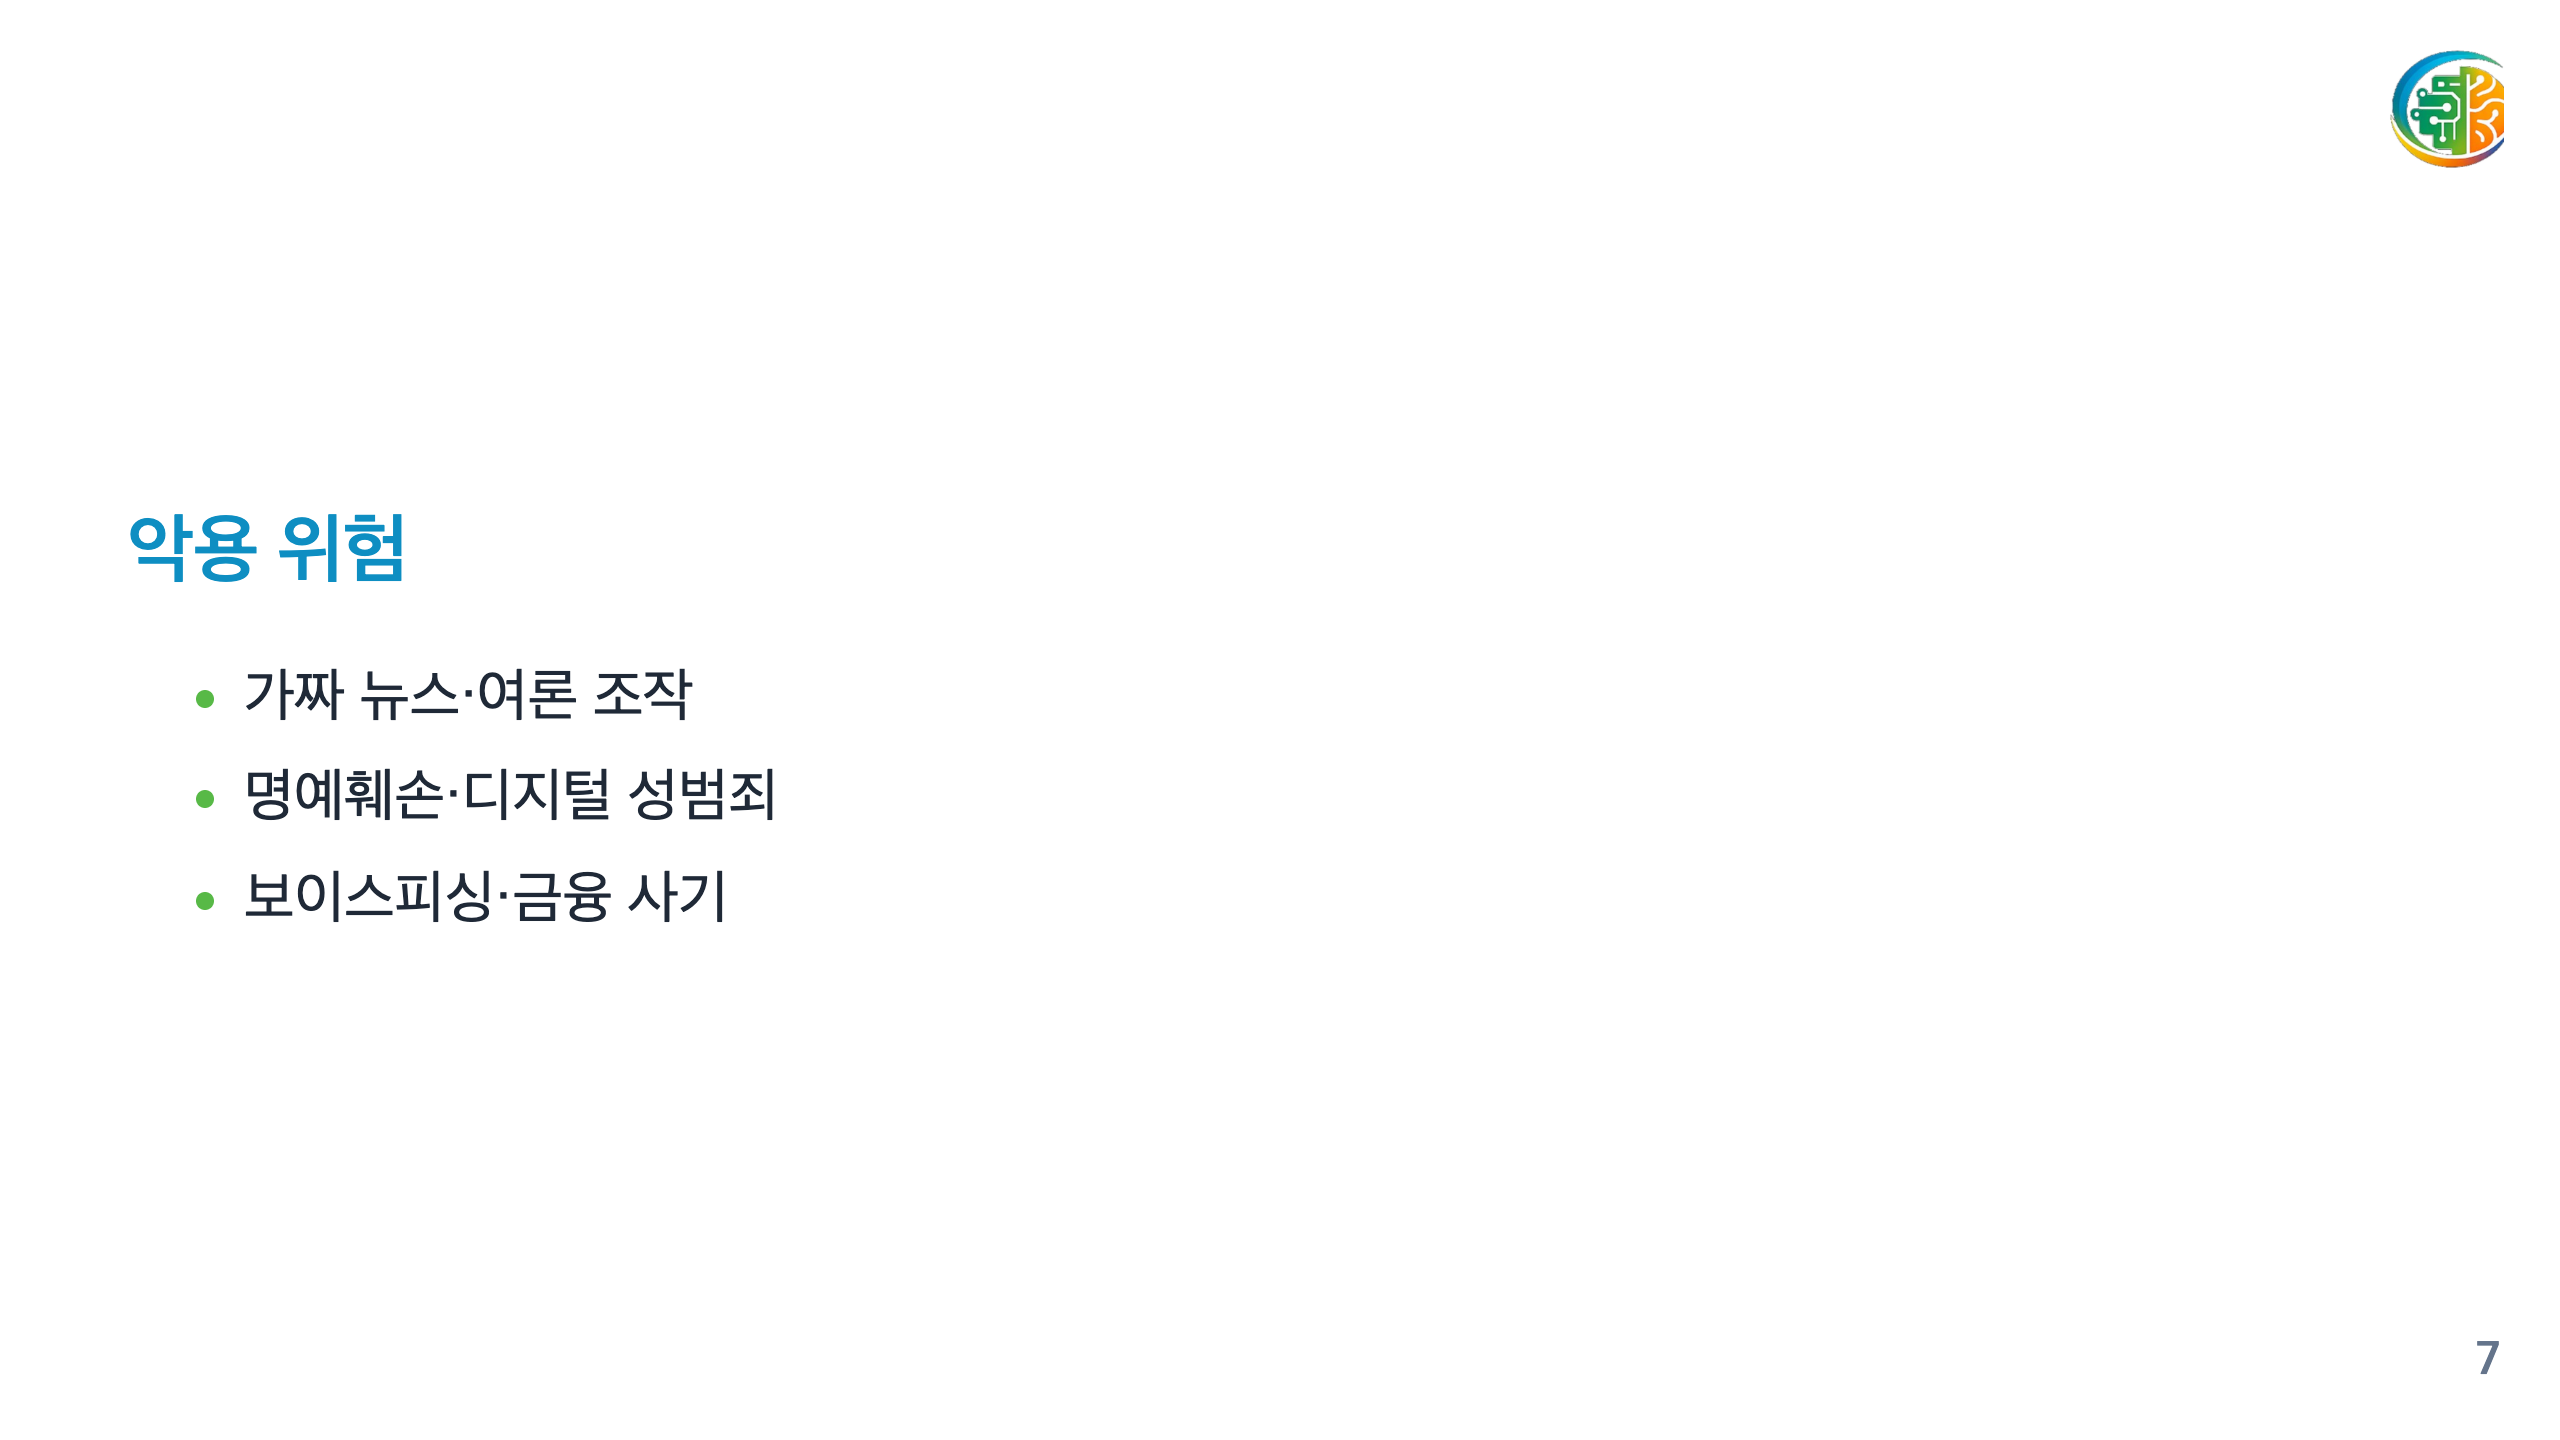 악용 위험
• 가짜 뉴스·여론 조작
• 명예훼손·디지털 성범죄
• 보이스피싱·금융 사기
7